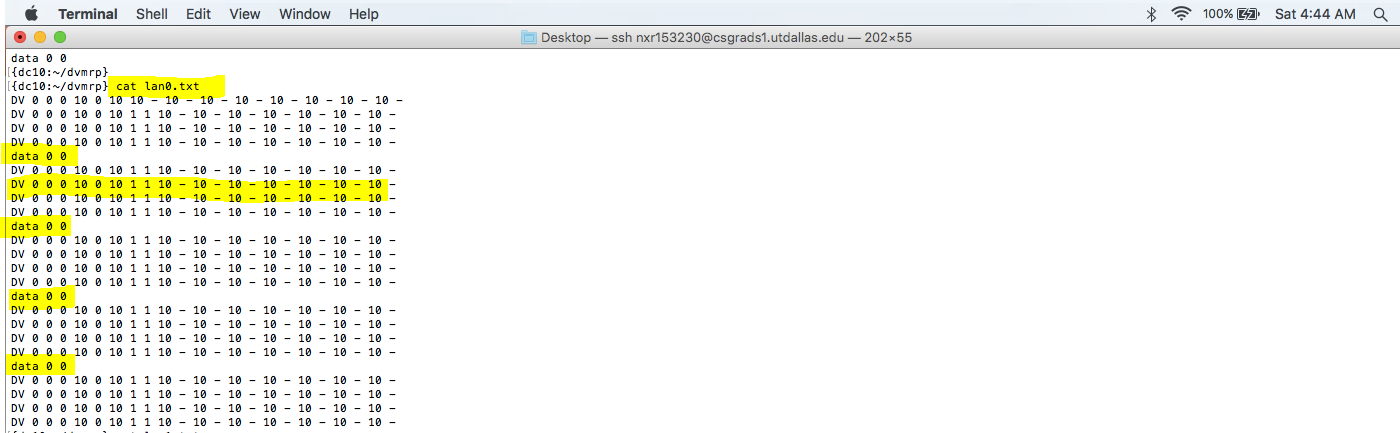 Terminal Shell Edit View Window Help 100% Sat 4:44 AM
Desktop — ssh nxr153230@csgrads1.utdallas.edu — 202×55
data 0 0
[{dc10:~/dvmrp}
[{dc10:~/dvmrp} cat lan0.txt
DV 0 0 0 10 0 10 10 - 10 - 10 - 10 - 10 - 10 - 10 - 10 -
DV 0 0 0 10 0 10 1 1 10 - 10 - 10 - 10 - 10 - 10 - 10 -
DV 0 0 0 10 0 10 1 1 10 - 10 - 10 - 10 - 10 - 10 - 10 -
DV 0 0 0 10 0 10 1 1 10 - 10 - 10 - 10 - 10 - 10 - 10 -
data 0 0
DV 0 0 0 10 0 10 1 1 10 - 10 - 10 - 10 - 10 - 10 - 10 -
DV 0 0 0 10 0 10 1 1 10 - 10 - 10 - 10 - 10 - 10 - 10 -
DV 0 0 0 10 0 10 1 1 10 - 10 - 10 - 10 - 10 - 10 - 10 -
DV 0 0 0 10 0 10 1 1 10 - 10 - 10 - 10 - 10 - 10 - 10 -
data 0 0
DV 0 0 0 10 0 10 1 1 10 - 10 - 10 - 10 - 10 - 10 - 10 -
DV 0 0 0 10 0 10 1 1 10 - 10 - 10 - 10 - 10 - 10 - 10 -
DV 0 0 0 10 0 10 1 1 10 - 10 - 10 - 10 - 10 - 10 - 10 -
DV 0 0 0 10 0 10 1 1 10 - 10 - 10 - 10 - 10 - 10 - 10 -
data 0 0
DV 0 0 0 10 0 10 1 1 10 - 10 - 10 - 10 - 10 - 10 - 10 -
DV 0 0 0 10 0 10 1 1 10 - 10 - 10 - 10 - 10 - 10 - 10 -
DV 0 0 0 10 0 10 1 1 10 - 10 - 10 - 10 - 10 - 10 - 10 -
DV 0 0 0 10 0 10 1 1 10 - 10 - 10 - 10 - 10 - 10 - 10 -
data 0 0
DV 0 0 0 10 0 10 1 1 10 - 10 - 10 - 10 - 10 - 10 - 10 -
DV 0 0 0 10 0 10 1 1 10 - 10 - 10 - 10 - 10 - 10 - 10 -
DV 0 0 0 10 0 10 1 1 10 - 10 - 10 - 10 - 10 - 10 - 10 -
DV 0 0 0 10 0 10 1 1 10 - 10 - 10 - 10 - 10 - 10 - 10 -